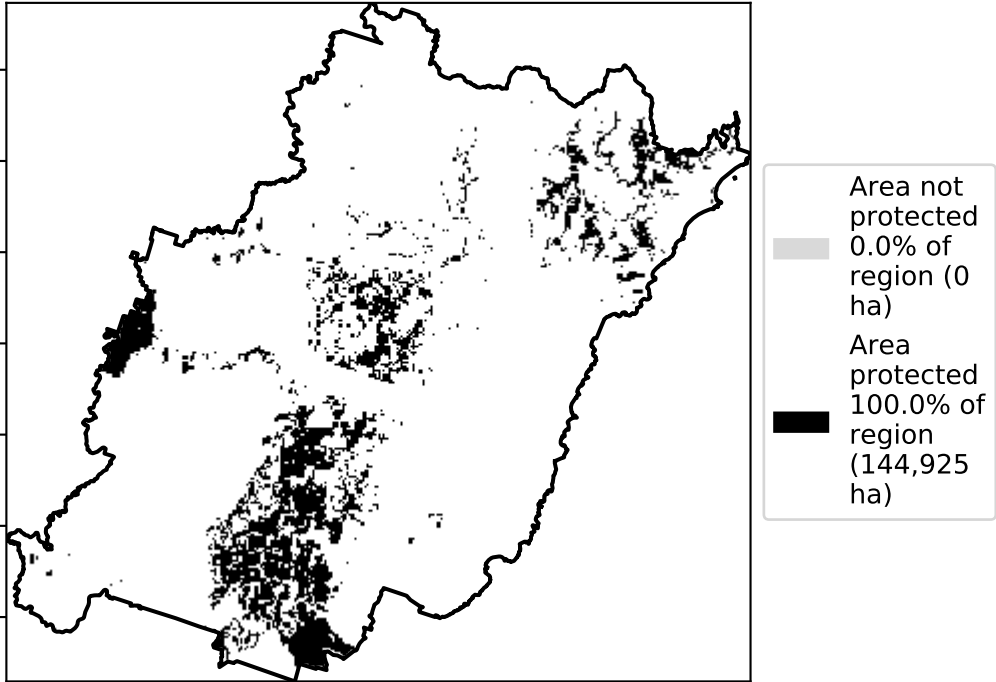 Area not
protected
0.0% of
region (0
ha)
Area
protected
100.0% of
region
(144,925
ha)